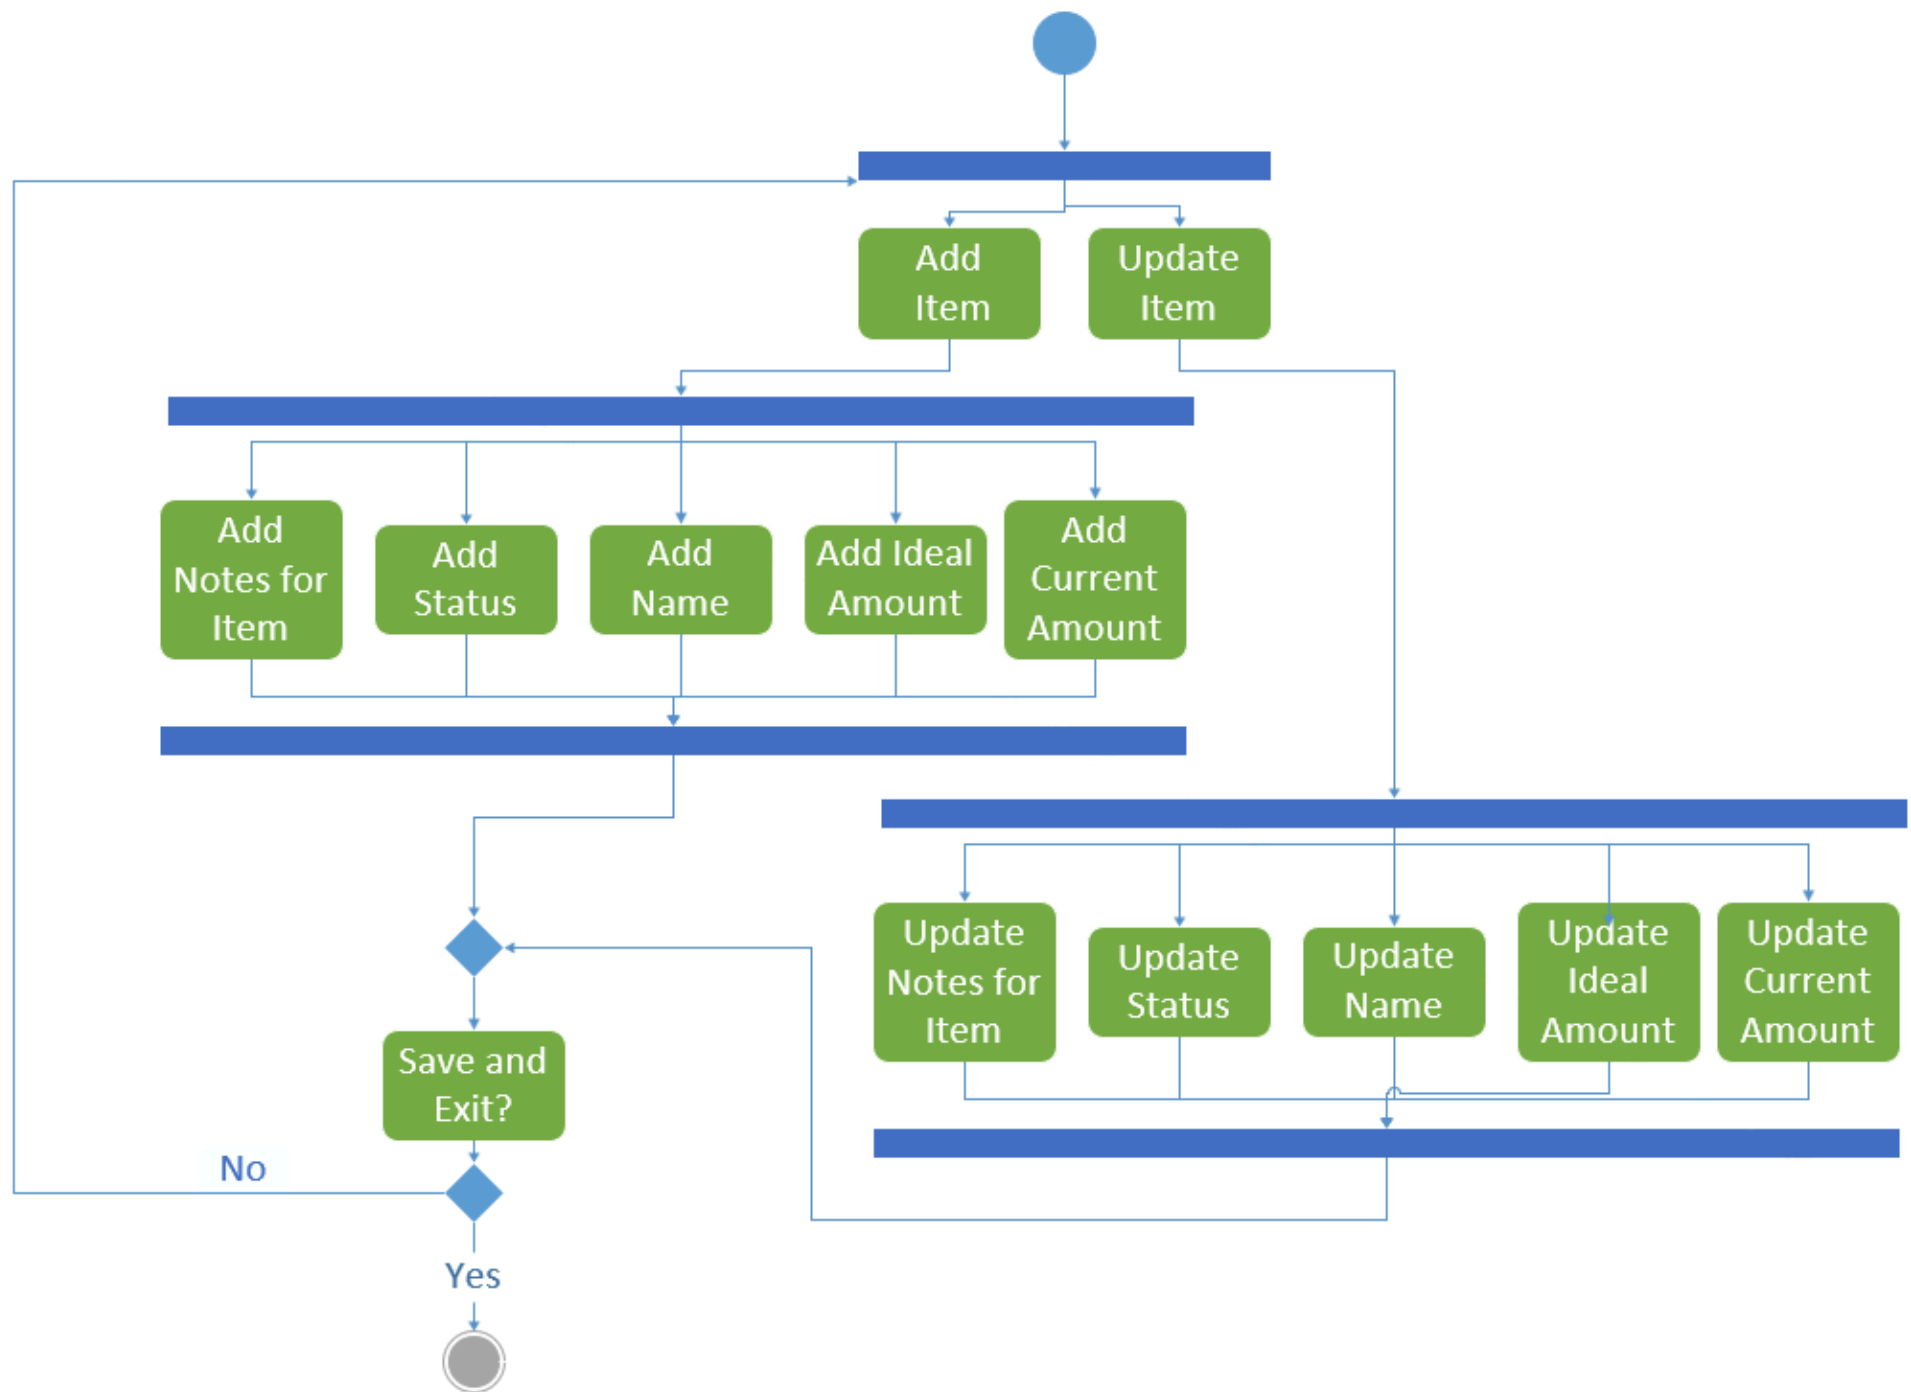 Add
Item
Update
Item
Add
Notes for
Item
Add
Status
Add
Name
Add Ideal
Amount
Add
Current
Amount
Update
Notes for
Item
Update
Status
Update
Name
Update
Ideal
Amount
Update
Current
Amount
Save and
Exit?
No
Yes